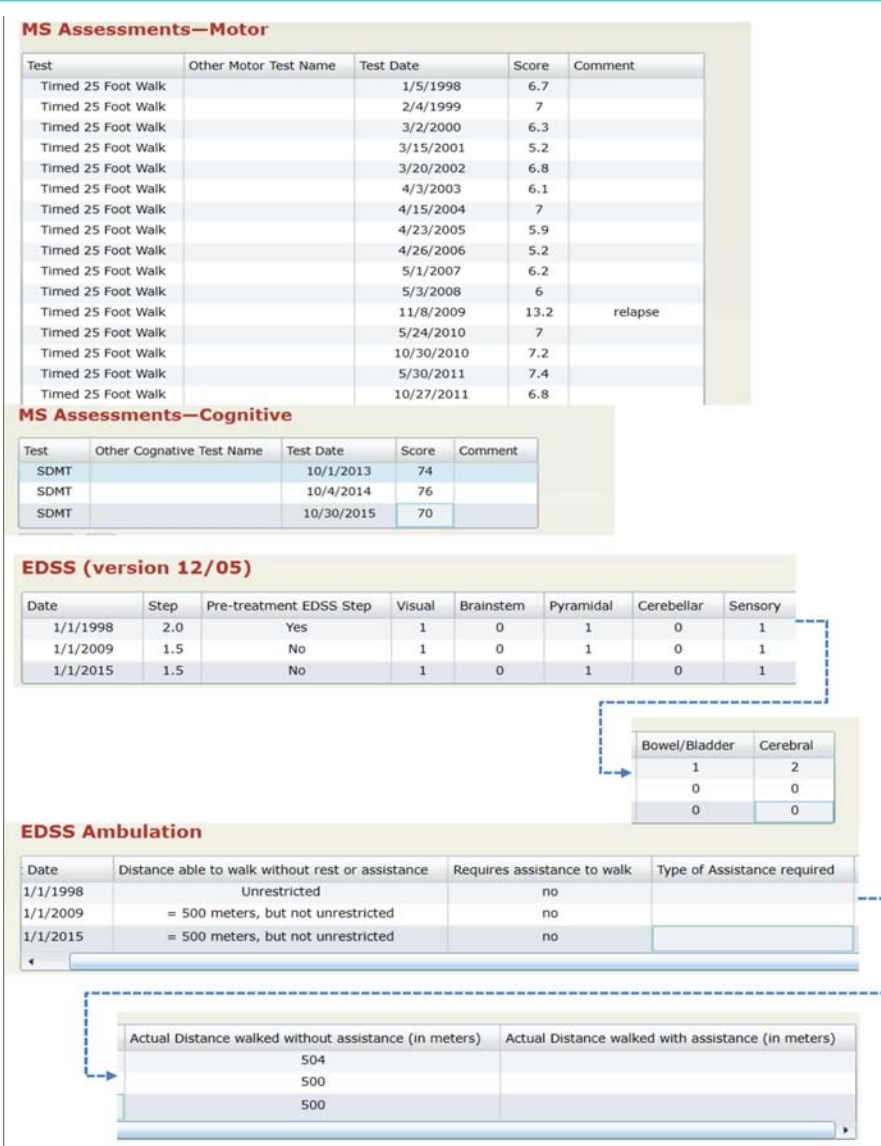 MS Assessments—Motor
Test Other Motor Test Name Test Date Score Comment
Timed 25 Foot Walk 1/5/1998 6.7
Timed 25 Foot Walk 2/4/1999 7
Timed 25 Foot Walk 3/2/2000 6.3
Timed 25 Foot Walk 3/15/2001 5.2
Timed 25 Foot Walk 3/20/2002 6.8
Timed 25 Foot Walk 4/3/2003 6.1
Timed 25 Foot Walk 4/15/2004 7
Timed 25 Foot Walk 4/23/2005 5.9
Timed 25 Foot Walk 4/26/2006 5.2
Timed 25 Foot Walk 5/1/2007 6.2
Timed 25 Foot Walk 5/3/2008 6
Timed 25 Foot Walk 11/8/2009 13.2 relapse
Timed 25 Foot Walk 5/24/2010 7
Timed 25 Foot Walk 10/30/2010 7.2
Timed 25 Foot Walk 5/30/2011 7.4
Timed 25 Foot Walk 10/27/2011 6.8
MS Assessments—Cognitive
Test Other Cognative Test Name Test Date Score Comment
SDMT 10/1/2013 74
SDMT 10/4/2014 76
SDMT 10/30/2015 70
EDSS (version 12/05)
Date Step Pre-treatment EDSS Step Visual Brainstem Pyramidal Cerebellar Sensory
1/1/1998 2.0 Yes 1 0 1 0 1
1/1/2009 1.5 No 1 0 1 0 1
1/1/2015 1.5 No 1 0 1 0 1
Bowel/Bladder Cerebral
1 2
0 0
0 0
EDSS Ambulation
: Date Distance able to walk without rest or assistance Requires assistance to walk Type of Assistance required
1/1/1998 Unrestricted no
1/1/2009 = 500 meters, but not unrestricted no
1/1/2015 = 500 meters, but not unrestricted no
Actual Distance walked without assistance (in meters) Actual Distance walked with assistance (in meters)
504
500
500